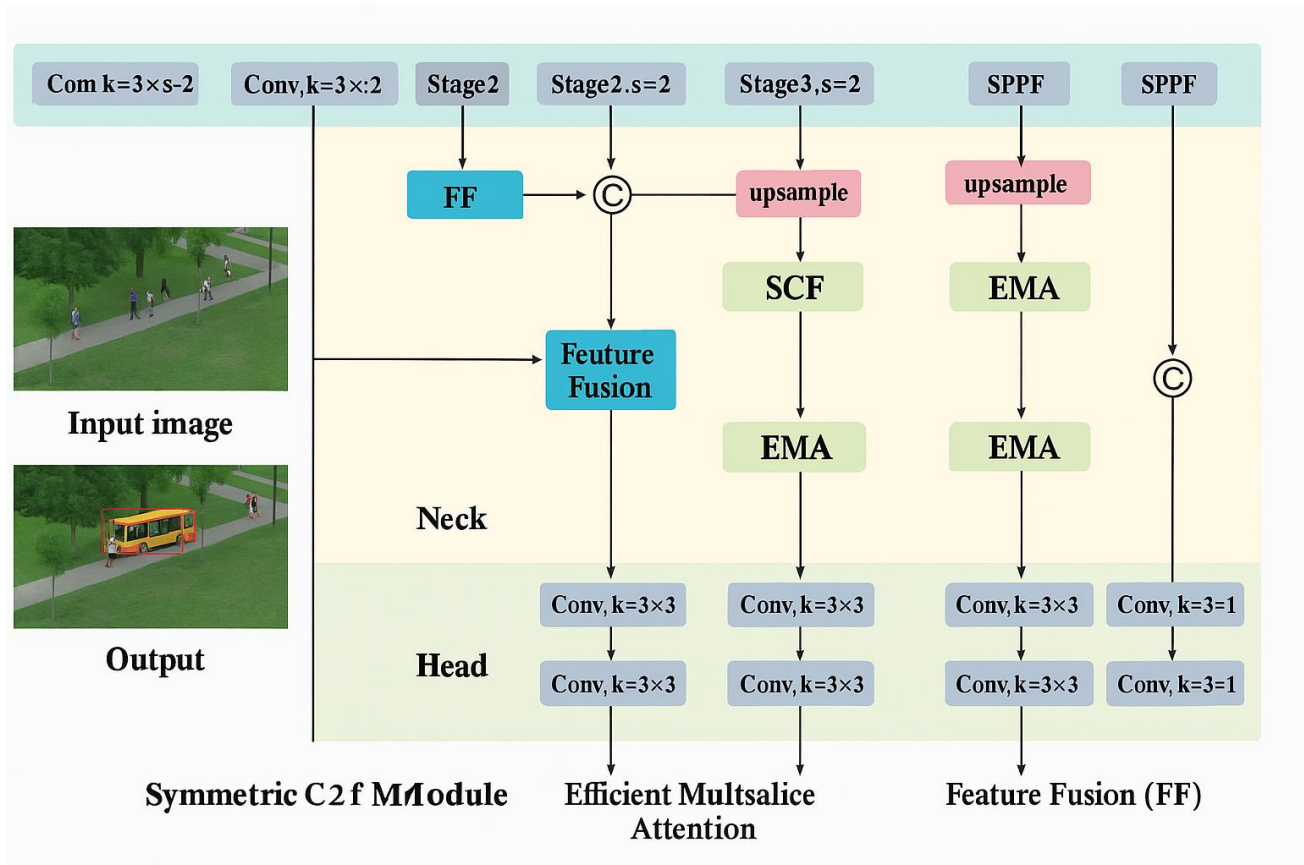 Com k=3×s-2
Conv,k=3×:2
Stage2
Stage2.s=2
Stage3,s=2
SPPF
SPPF
FF
C
upsample
upsample
SCF
EMA
Feuture
Fusion
C
EMA
EMA
Input image
Neck
Output
Head
Conv,k=3×3
Conv,k=3×3
Conv,k=3×3
Conv,k=3=1
Conv,k=3×3
Conv,k=3×3
Conv,k=3×3
Conv,k=3=1
Symmetric C2f M1odule
Efficient Multsalice
Attention
Feature Fusion (FF)